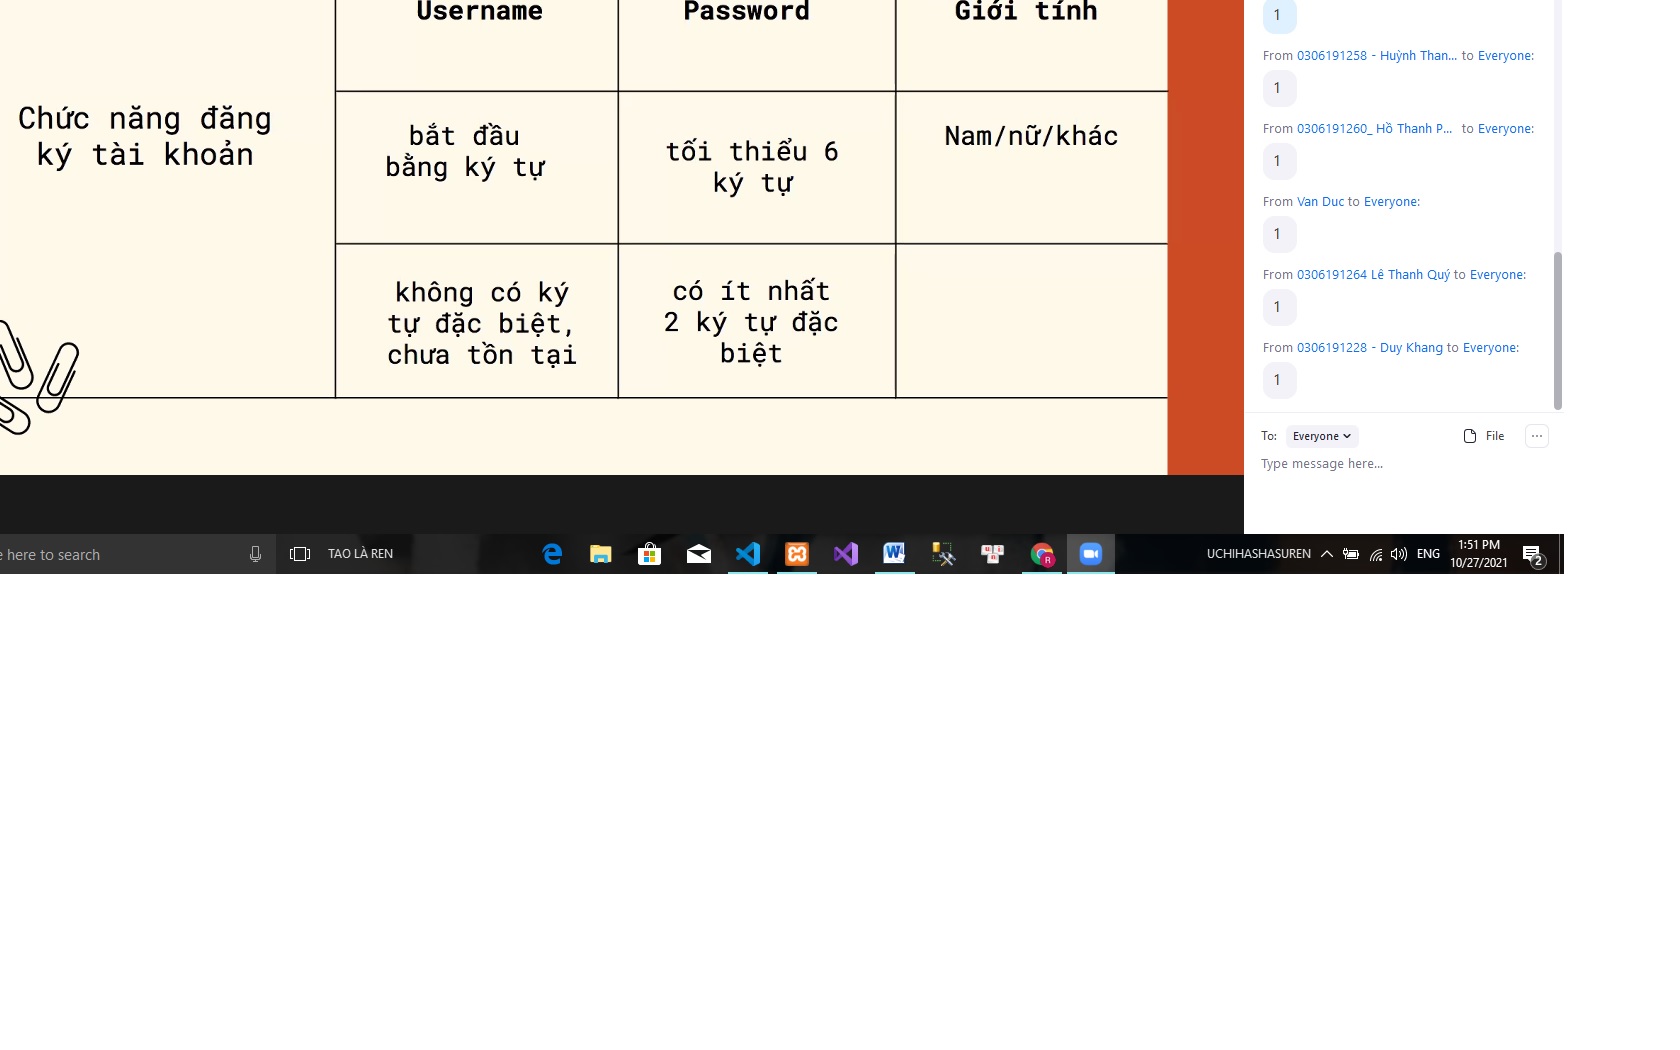 Username
Password
Giới tính
Chức năng đăng
ký tài khoản
bắt đầu
bằng ký tự
tối thiểu 6
ký tự
Nam/nữ/khác
không có ký
tự đặc biệt,
chưa tồn tại
có ít nhất
2 ký tự đặc
biệt
1
From 0306191258 - Huỳnh Than... to Everyone:
1
From 0306191260_ Hồ Thanh P... to Everyone:
1
From Van Duc to Everyone:
1
From 0306191264 Lê Thanh Quý to Everyone:
1
From 0306191228 - Duy Khang to Everyone:
1
To: Everyone File ...
Type message here...
e here to search
TAO LÀ REN
UCHIHASHASUREN
ENG
1:51 PM
10/27/2021
2